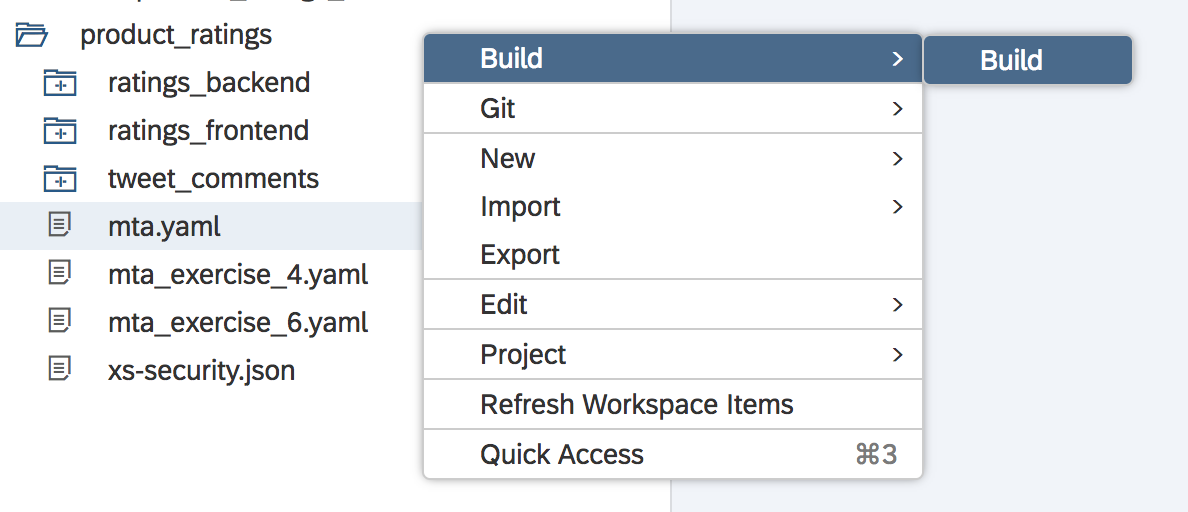 product_ratings
ratings_backend
ratings_frontend
tweet_comments
mta.yaml
mta_exercise_4.yaml
mta_exercise_6.yaml
xs-security.json
Build >
Git >
New >
Import >
Export
Edit >
Project >
Refresh Workspace Items
Quick Access ⌘3
Build